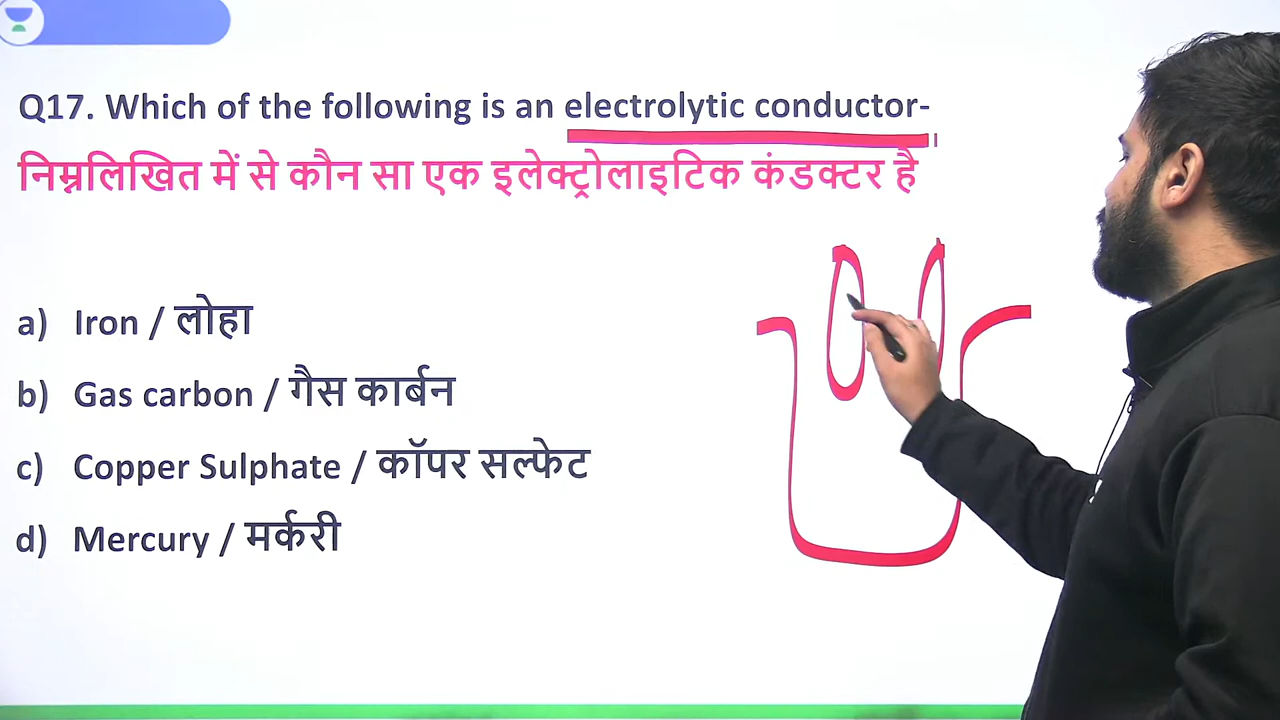 Q17. Which of the following is an electrolytic conductor-
निम्नलिखित में से कौन सा एक इलेक्ट्रोलाइटिक कंडक्टर है
a) Iron / लोहा
b) Gas carbon / गैस कार्बन
c) Copper Sulphate / कॉपर सल्फेट
d) Mercury / मर्करी